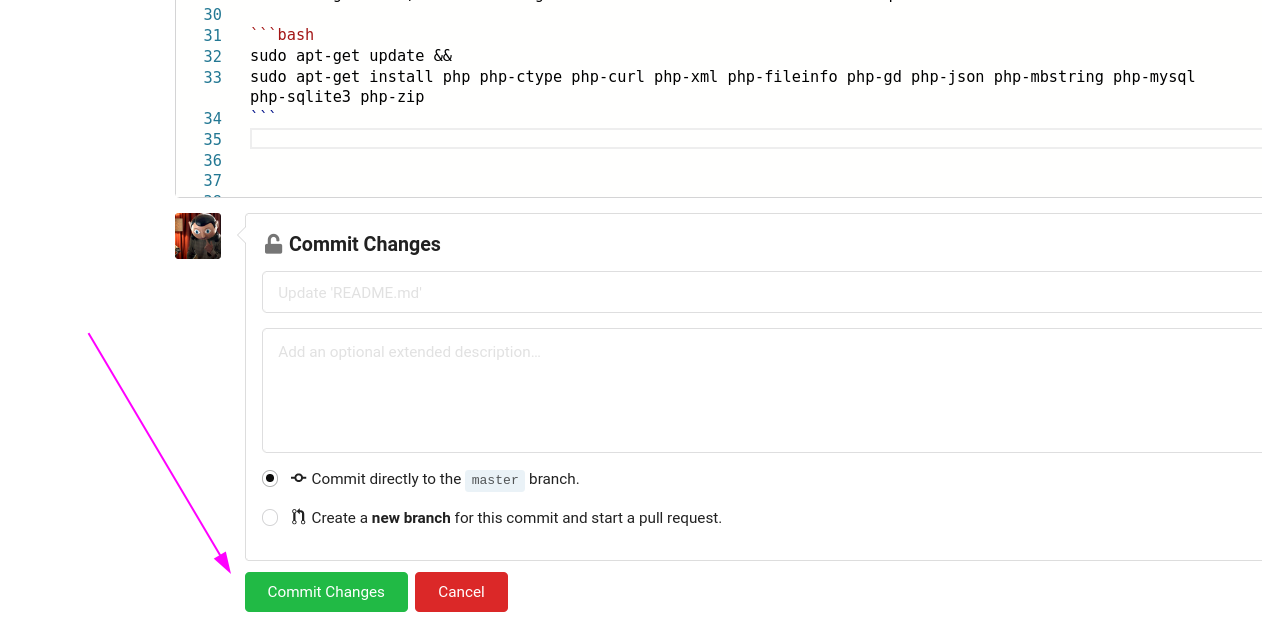 30
31 ```bash
32 sudo apt-get update &&
33 sudo apt-get install php php-ctype php-curl php-xml php-fileinfo php-gd php-json php-mbstring php-mysql
php-sqlite3 php-zip
34 ```
35
36
37
Commit Changes
Update 'README.md'
Add an optional extended description…
Commit directly to the master branch.
Create a new branch for this commit and start a pull request.
Commit Changes Cancel